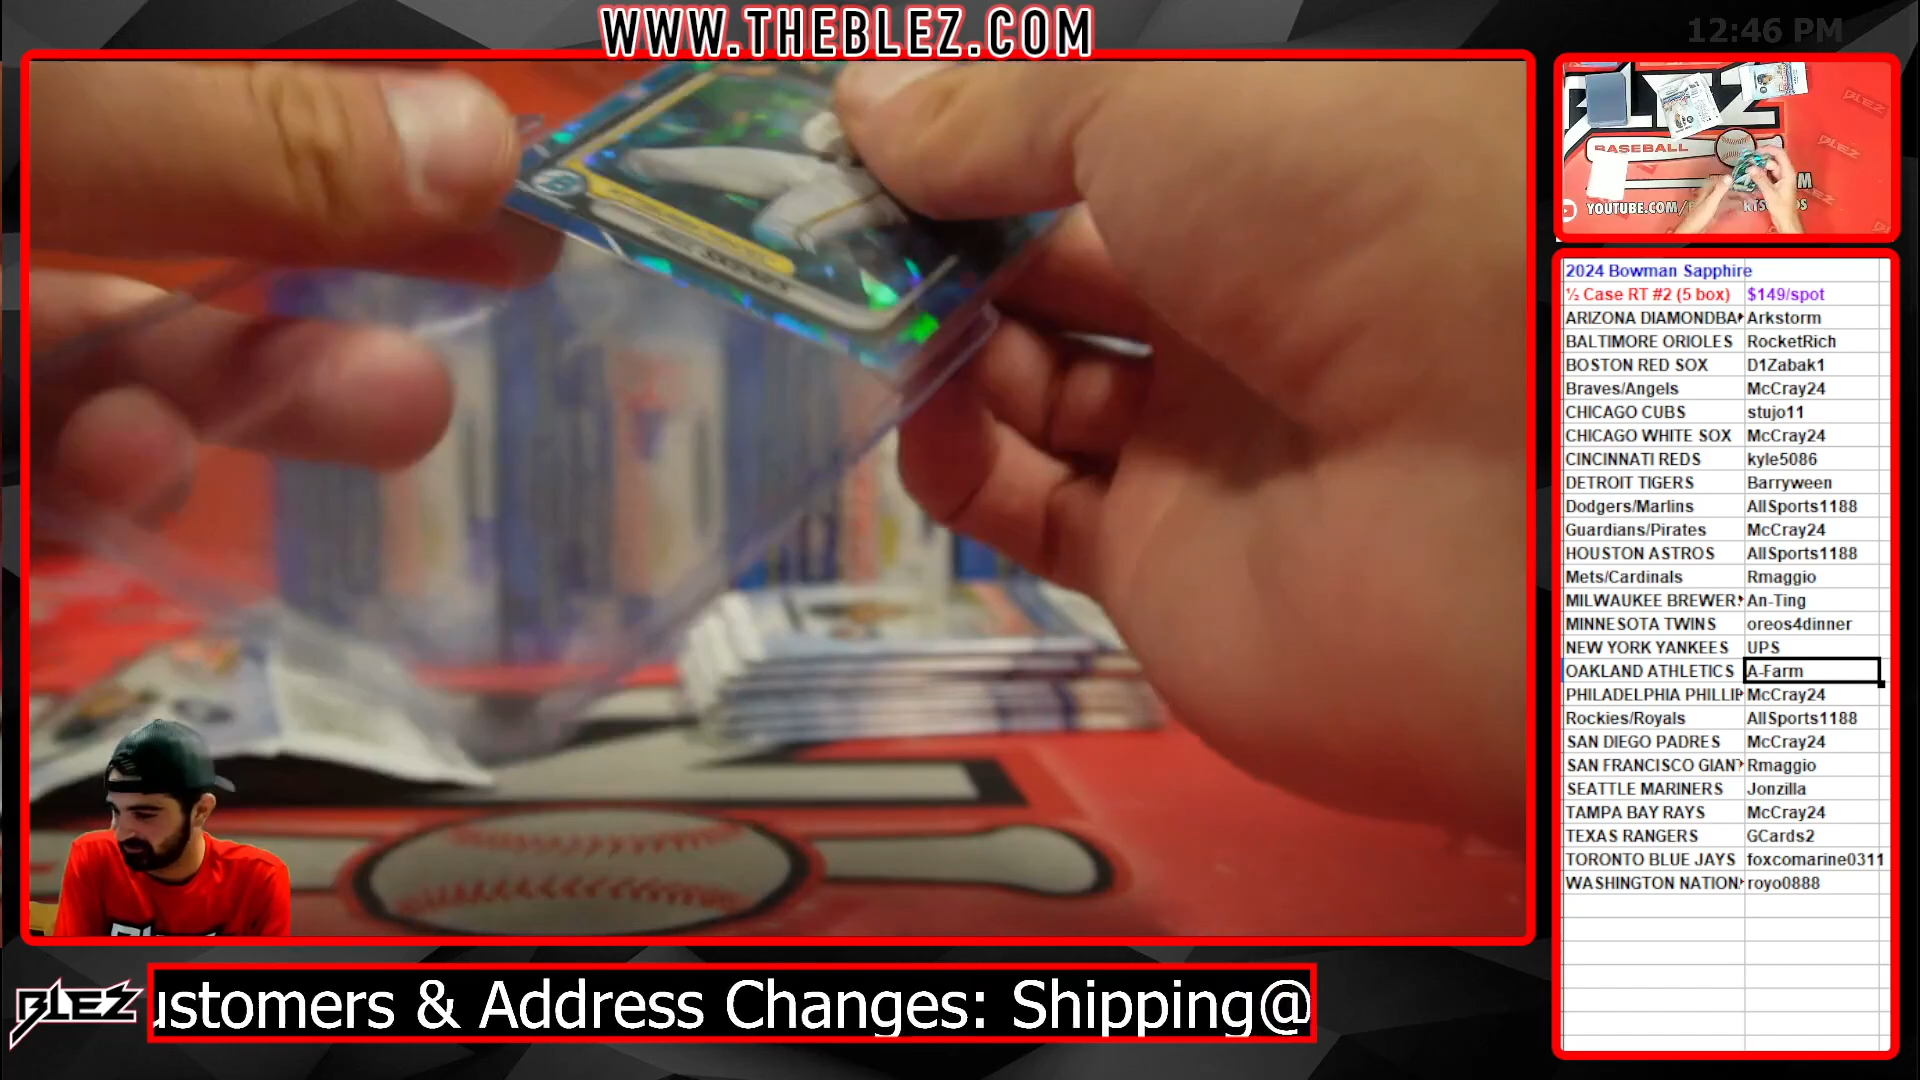 WWW.THEBLEZ.COM
12:46 PM
BASEBALL
YOUTUBE.COM/
BLEZ
2024 Bowman Sapphire
½ Case RT #2 (5 box) $149/spot
ARIZONA DIAMONDBA Arkstorm
BALTIMORE ORIOLES RocketRich
BOSTON RED SOX D1Zabak1
Braves/Angels McCray24
CHICAGO CUBS stujo11
CHICAGO WHITE SOX McCray24
CINCINNATI REDS kyle5086
DETROIT TIGERS Barryween
Dodgers/Marlins AllSports1188
Guardians/Pirates McCray24
HOUSTON ASTROS AllSports1188
Mets/Cardinals Rmaggio
MILWAUKEE BREWER An-Ting
MINNESOTA TWINS oreos4dinner
NEW YORK YANKEES UPS
OAKLAND ATHLETICS A-Farm
PHILADELPHIA PHILLI McCray24
Rockies/Royals AllSports1188
SAN DIEGO PADRES McCray24
SAN FRANCISCO GIAN Rmaggio
SEATTLE MARINERS Jonzilla
TAMPA BAY RAYS McCray24
TEXAS RANGERS GCards2
TORONTO BLUE JAYS foxcomarine0311
WASHINGTON NATION royo0888
BLEZ
ustomers & Address Changes: Shipping@